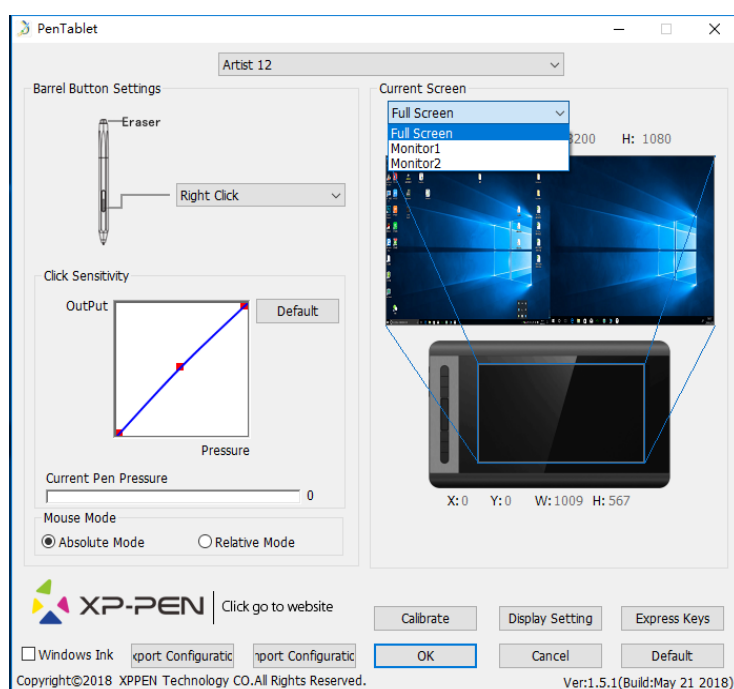 PenTablet
Artist 12
Barrel Button Settings
Eraser
Right Click
Click Sensitivity
OutPut
Default
Pressure
Current Pen Pressure
0
Mouse Mode
Absolute Mode
Relative Mode
Current Screen
Full Screen
Full Screen
Monitor1
Monitor2
H: 1080
X: 0 Y: 0 W: 1009 H: 567
XP-PEN Click go to website
Calibrate Display Setting Express Keys
Windows Ink xport Configuratic nport Configuratic OK Cancel Default
Copyright©2018 XPPEN Technology CO.All Rights Reserved. Ver:1.5.1(Build:May 21 2018)